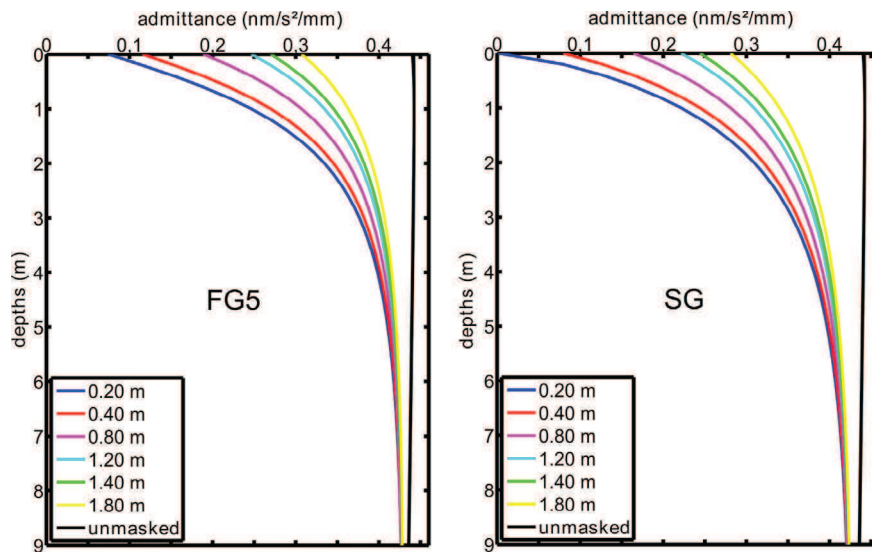 admittance (nm/s²/mm)
0 0,1 0,2 0,3 0,4
depths (m)
0
1
2
3
4
5
6
7
8
9
FG5
0.20 m
0.40 m
0.80 m
1.20 m
1.40 m
1.80 m
unmasked
admittance (nm/s²/mm)
0 0,1 0,2 0,3 0,4
depths (m)
0
1
2
3
4
5
6
7
8
9
SG
0.20 m
0.40 m
0.80 m
1.20 m
1.40 m
1.80 m
unmasked